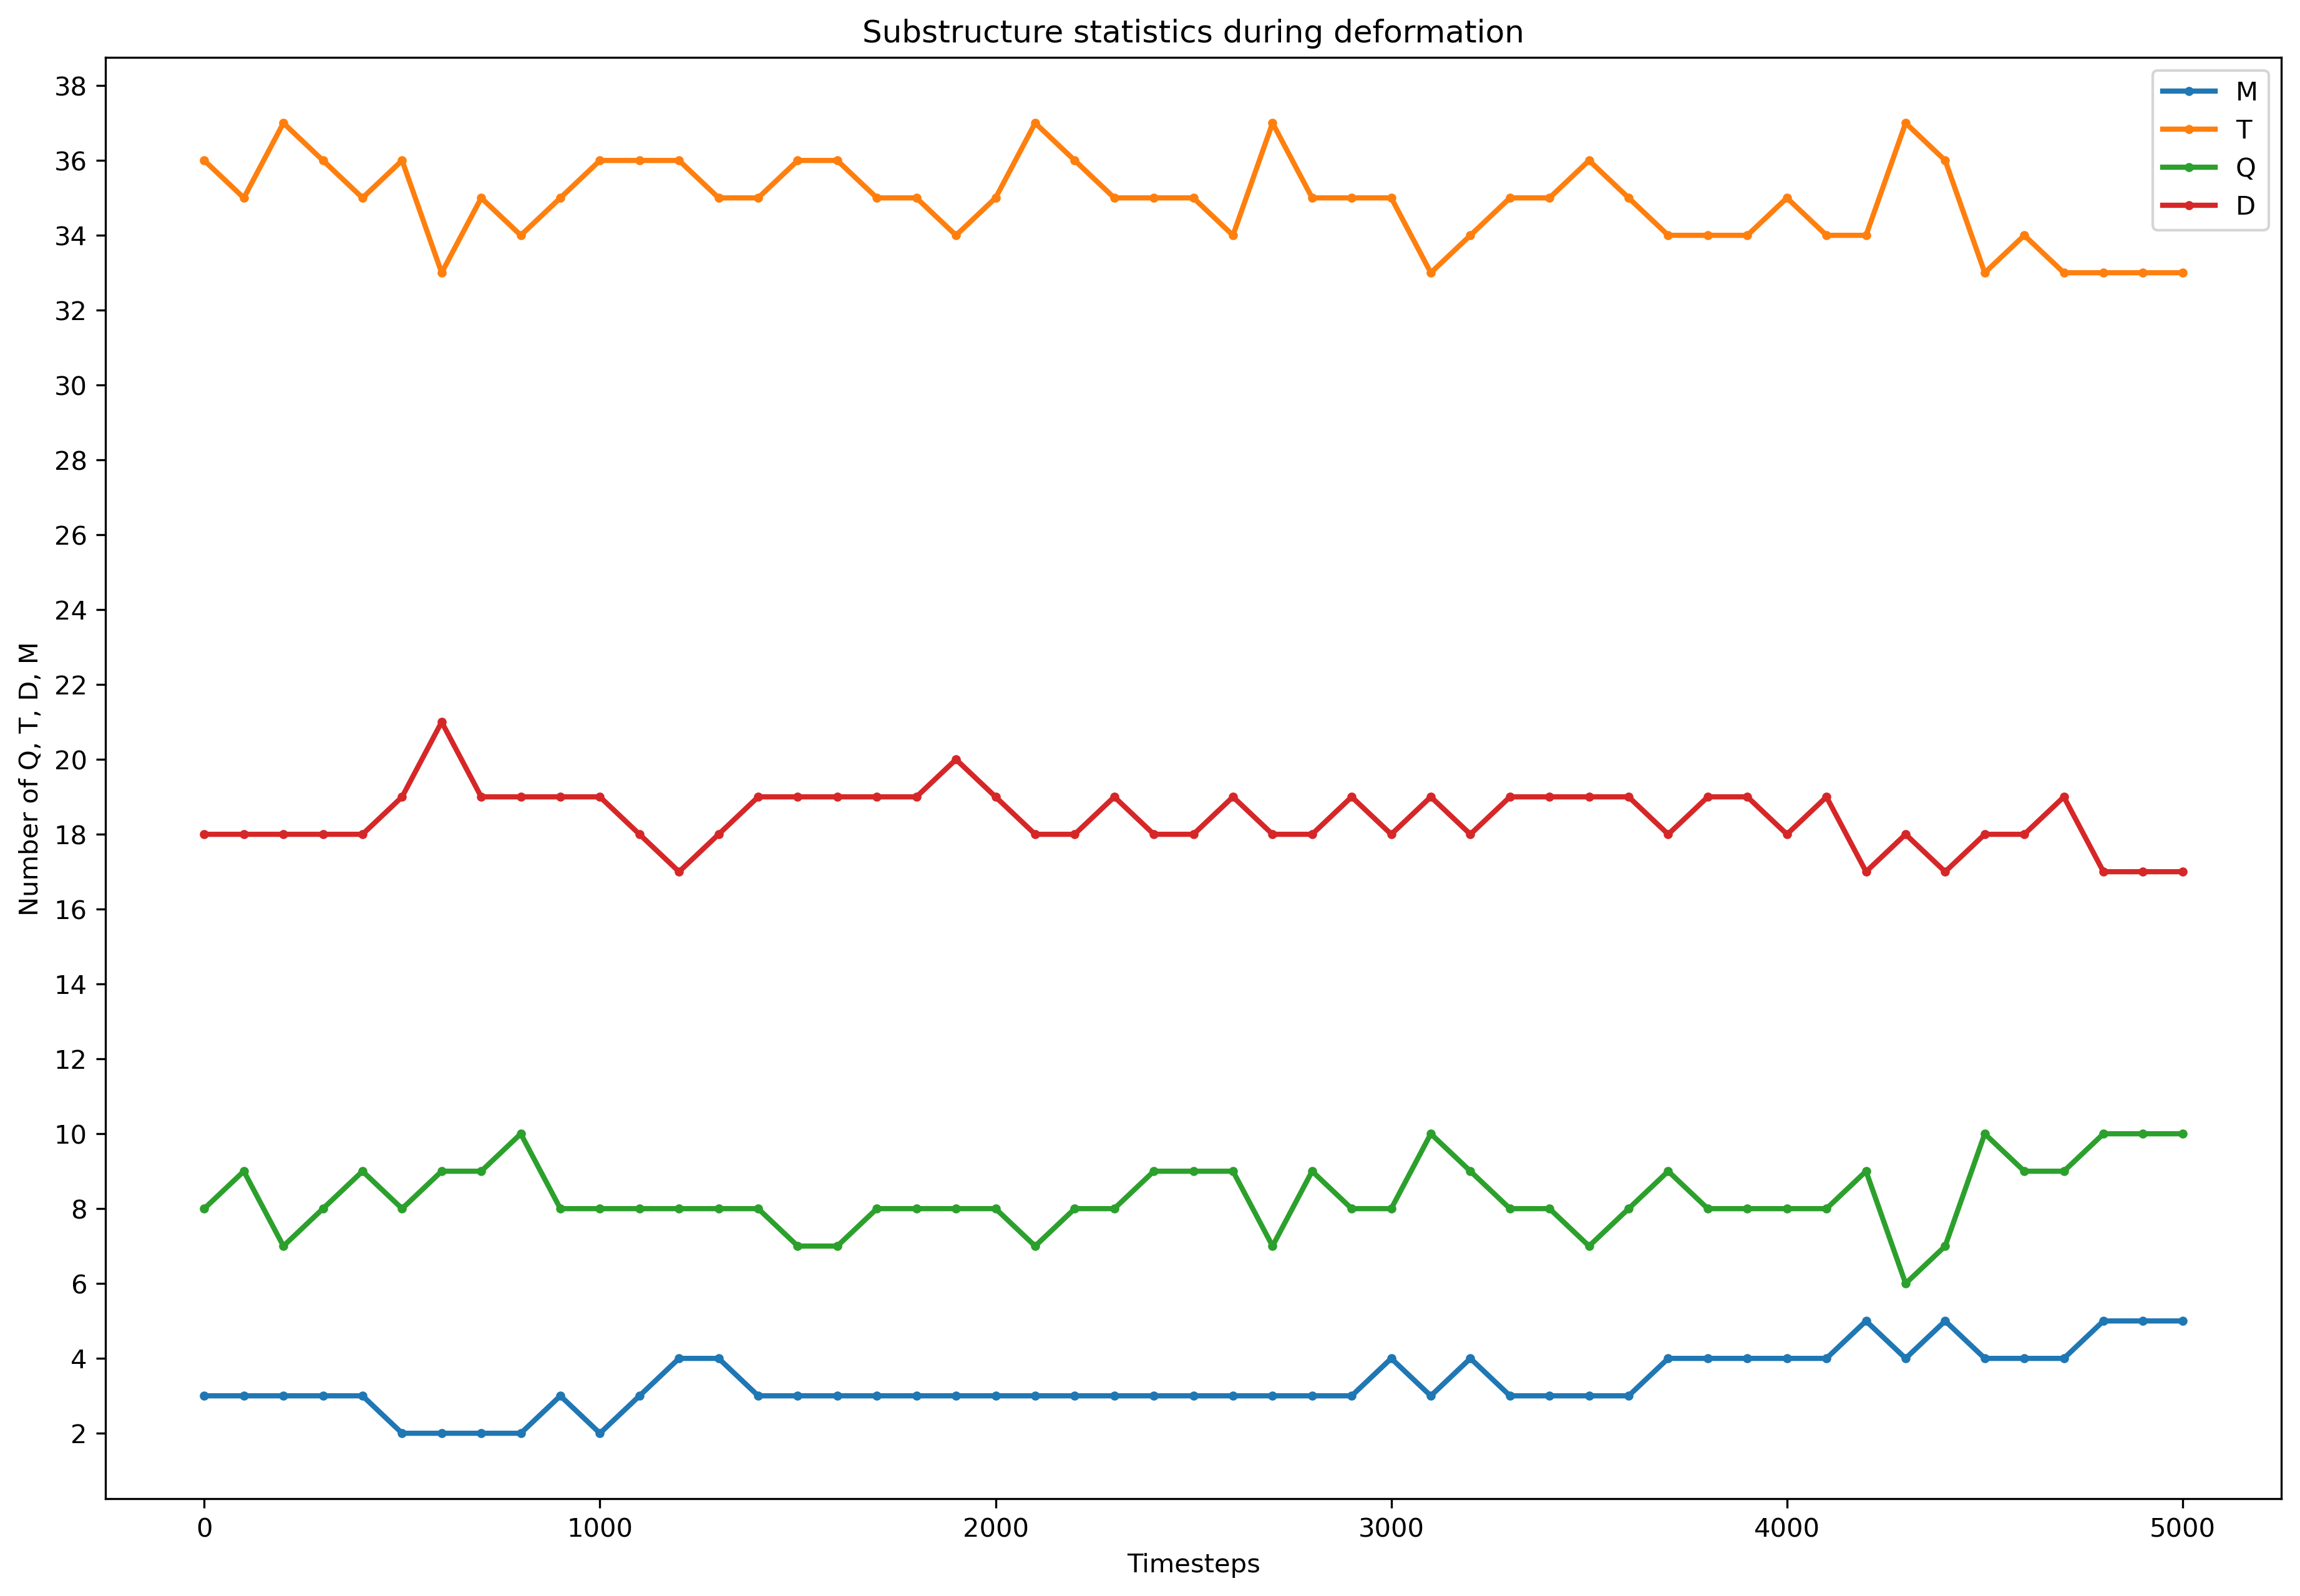 Substructure statistics during deformation
M
T
Q
D
Number of Q, T, D, M
38
36
34
32
30
28
26
24
22
20
18
16
14
12
10
8
6
4
2
0 1000 2000 3000 4000 5000
Timesteps